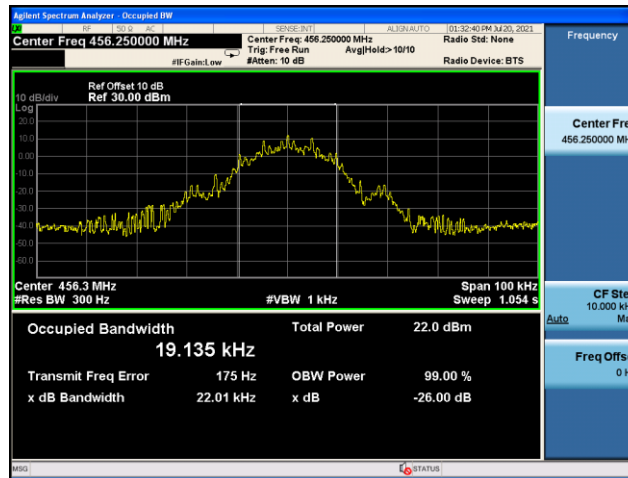 Agilent Spectrum Analyzer - Occupied BW
RF 50 Ω AC SENSE:INT ALIGN AUTO 01:32:40 PM Jul 20, 2021
Center Freq 456.250000 MHz
Center Freq: 456.250000 MHz
Radio Std: None
Trig: Free Run Avg|Hold:>10/10
#IFGain:Low #Atten: 10 dB Radio Device: BTS
Ref Offset 10 dB
10 dB/div Ref 30.00 dBm
Log
20.0
10.0
0.00
-10.0
-20.0
-30.0
-40.0
-50.0
-60.0
Center 456.3 MHz Span 100 kHz
#Res BW 300 Hz #VBW 1 kHz Sweep 1.054 s
Occupied Bandwidth Total Power 22.0 dBm
19.135 kHz
Transmit Freq Error 175 Hz OBW Power 99.00 %
x dB Bandwidth 22.01 kHz x dB -26.00 dB
MSG STATUS
Frequency
Center Fre
456.250000 MH
CF Ste
10.000 kH
Auto Ma
Freq Offs
0 H